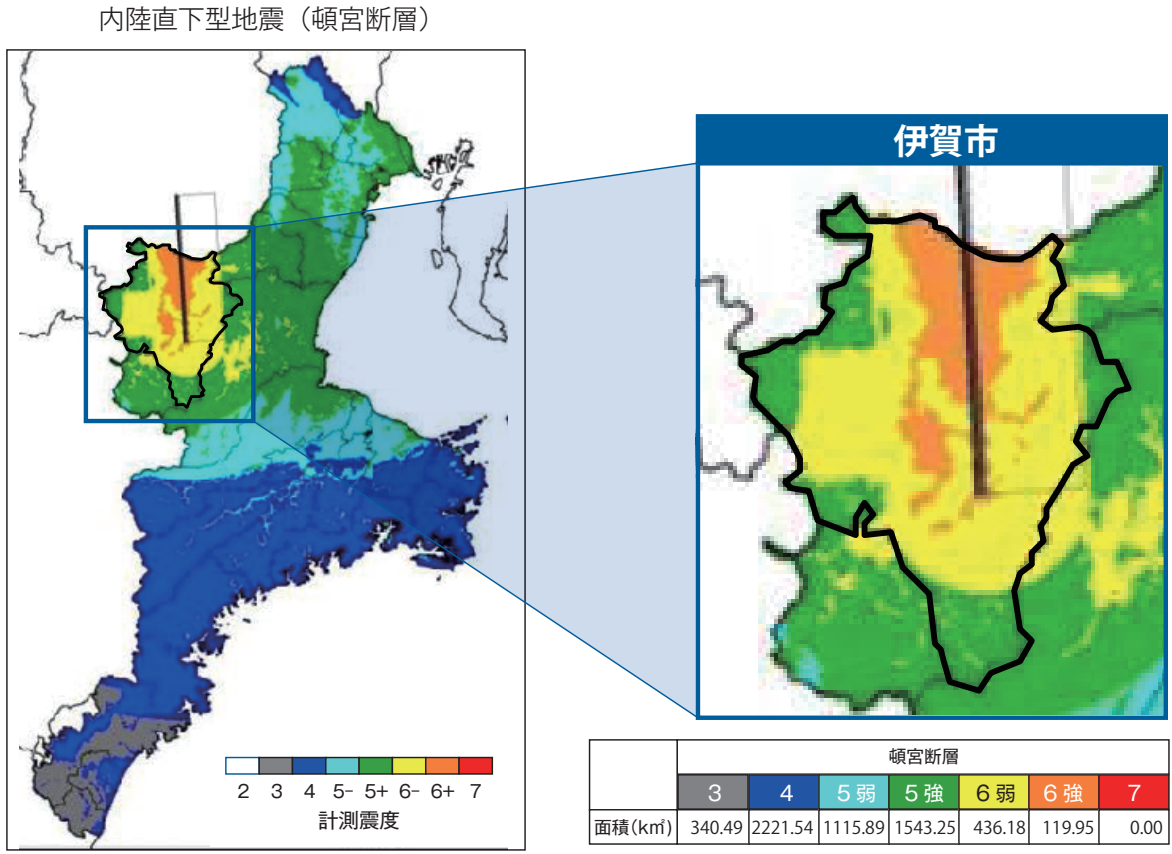 内陸直下型地震（頓宮断層）
伊賀市
2 3 4 5- 5+ 6- 6+ 7
計測震度
頓宮断層
3 4 5弱 5強 6弱 6強 7
面積(㎢) 340.49 2221.54 1115.89 1543.25 436.18 119.95 0.00